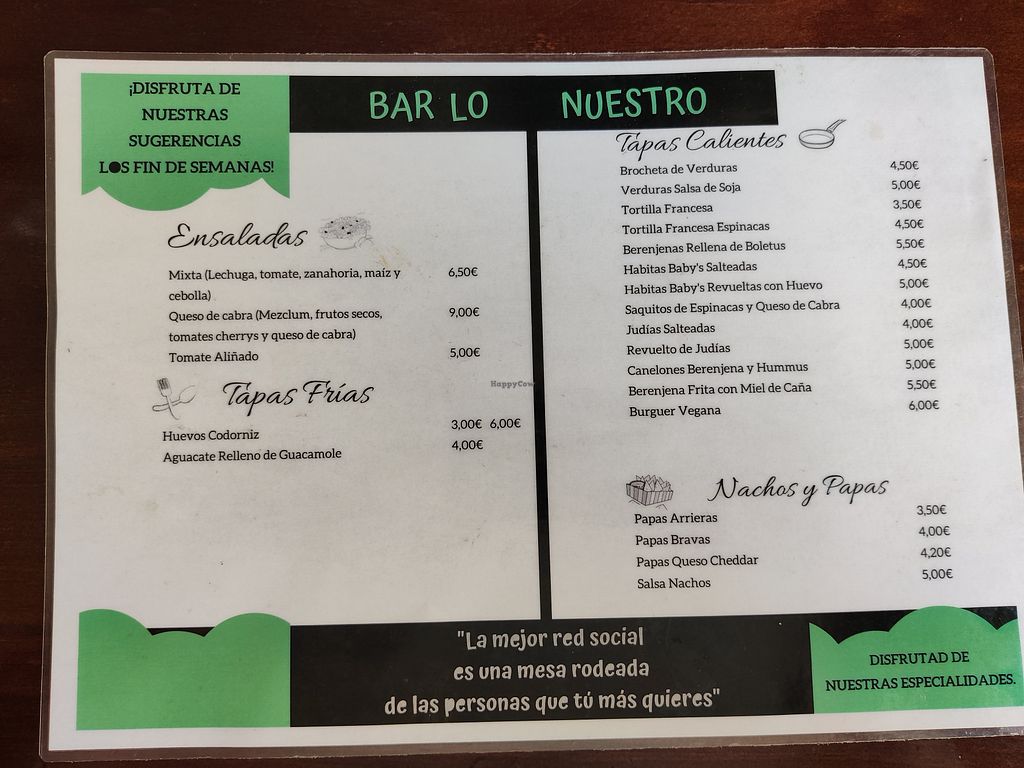 ¡DISFRUTA DE
NUESTRAS
SUGERENCIAS
LOS FIN DE SEMANAS!
BAR LO NUESTRO
Ensaladas
Mixta (Lechuga, tomate, zanahoria, maíz y 6,50€
cebolla)
Queso de cabra (Mezclum, frutos secos, 9,00€
tomates cherrys y queso de cabra)
Tomate Aliñado 5,00€
Tapas Frías
Huevos Codorniz 3,00€ 6,00€
Aguacate Relleno de Guacamole 4,00€
HappyCow
Tapas Calientes
Brocheta de Verduras 4,50€
Verduras Salsa de Soja 5,00€
Tortilla Francesa 3,50€
Tortilla Francesa Espinacas 4,50€
Berenjenas Rellena de Boletus 5,50€
Habitas Baby's Salteadas 4,50€
Habitas Baby's Revueltas con Huevo 5,00€
Saquitos de Espinacas y Queso de Cabra 4,00€
Judías Salteadas 4,00€
Revuelto de Judías 5,00€
Canelones Berenjena y Hummus 5,00€
Berenjena Frita con Miel de Caña 5,50€
Burguer Vegana 6,00€
Nachos y Papas
Papas Arrieras 3,50€
Papas Bravas 4,00€
Papas Queso Cheddar 4,20€
Salsa Nachos 5,00€
"La mejor red social
es una mesa rodeada
de las personas que tú más quieres"
DISFRUTAD DE
NUESTRAS ESPECIALIDADES.